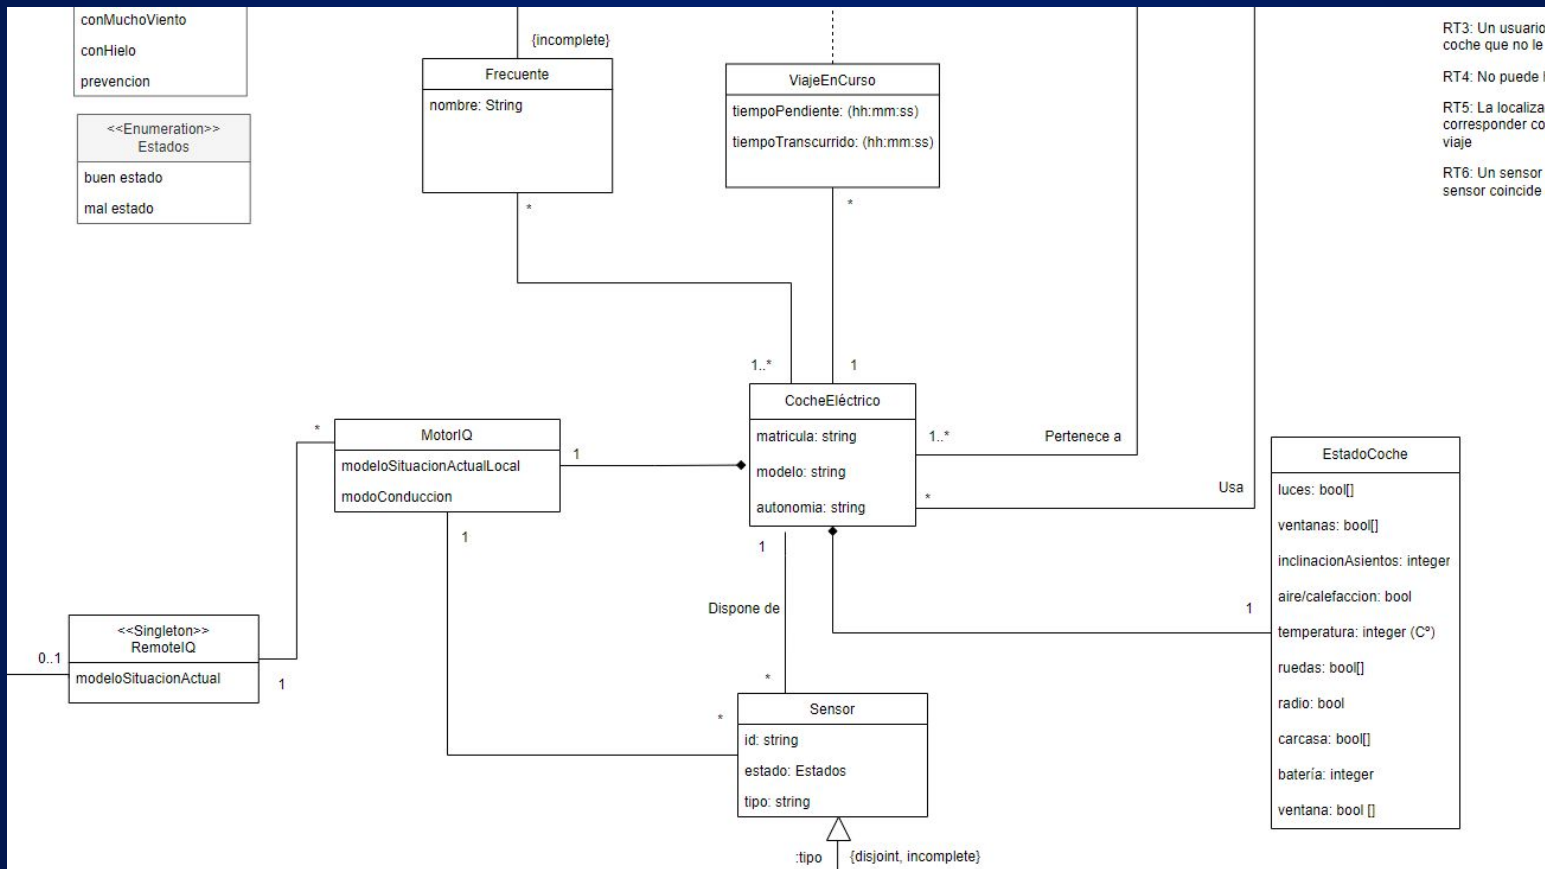 conMuchoViento
conHielo
prevencion
<<Enumeration>>
Estados
buen estado
mal estado
{incomplete}
Frecuente
nombre: String
*
ViajeEnCurso
tiempoPendiente: (hh:mm:ss)
tiempoTranscurrido: (hh:mm:ss)
*
RT3: Un usuario
coche que no le
RT4: No puede
RT5: La localiza
corresponder co
viaje
RT6: Un sensor
sensor coincide
1..*
1
CocheEléctrico
matricula: string
modelo: string
autonomia: string
1..*
Pertenece a
*
Usa
*
MotorIQ
modeloSituacionActualLocal
modoConduccion
1
1
EstadoCoche
luces: bool[]
ventanas: bool[]
inclinacionAsientos: integer
aire/calefaccion: bool
temperatura: integer (Cº)
ruedas: bool[]
radio: bool
carcasa: bool[]
batería: integer
ventana: bool []
1
1
Dispone de
*
*
<<Singleton>>
RemoteIQ
modeloSituacionActual
0..1
1
Sensor
id: string
estado: Estados
tipo: string
:tipo
{disjoint, incomplete}